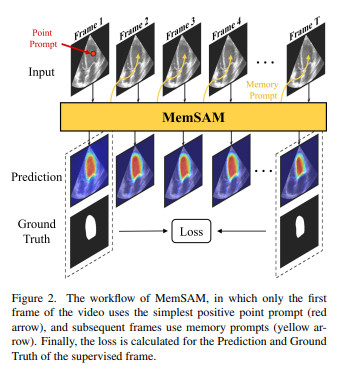 Point
Prompt
Frame 1
Frame 2
Frame 3
Frame 4
Frame T
Input
Memory
Prompt
MemSAM
Prediction
Ground
Truth
Loss
Figure 2. The workflow of MemSAM, in which only the first
frame of the video uses the simplest positive point prompt (red
arrow), and subsequent frames use memory prompts (yellow ar-
row). Finally, the loss is calculated for the Prediction and Ground
Truth of the supervised frame.